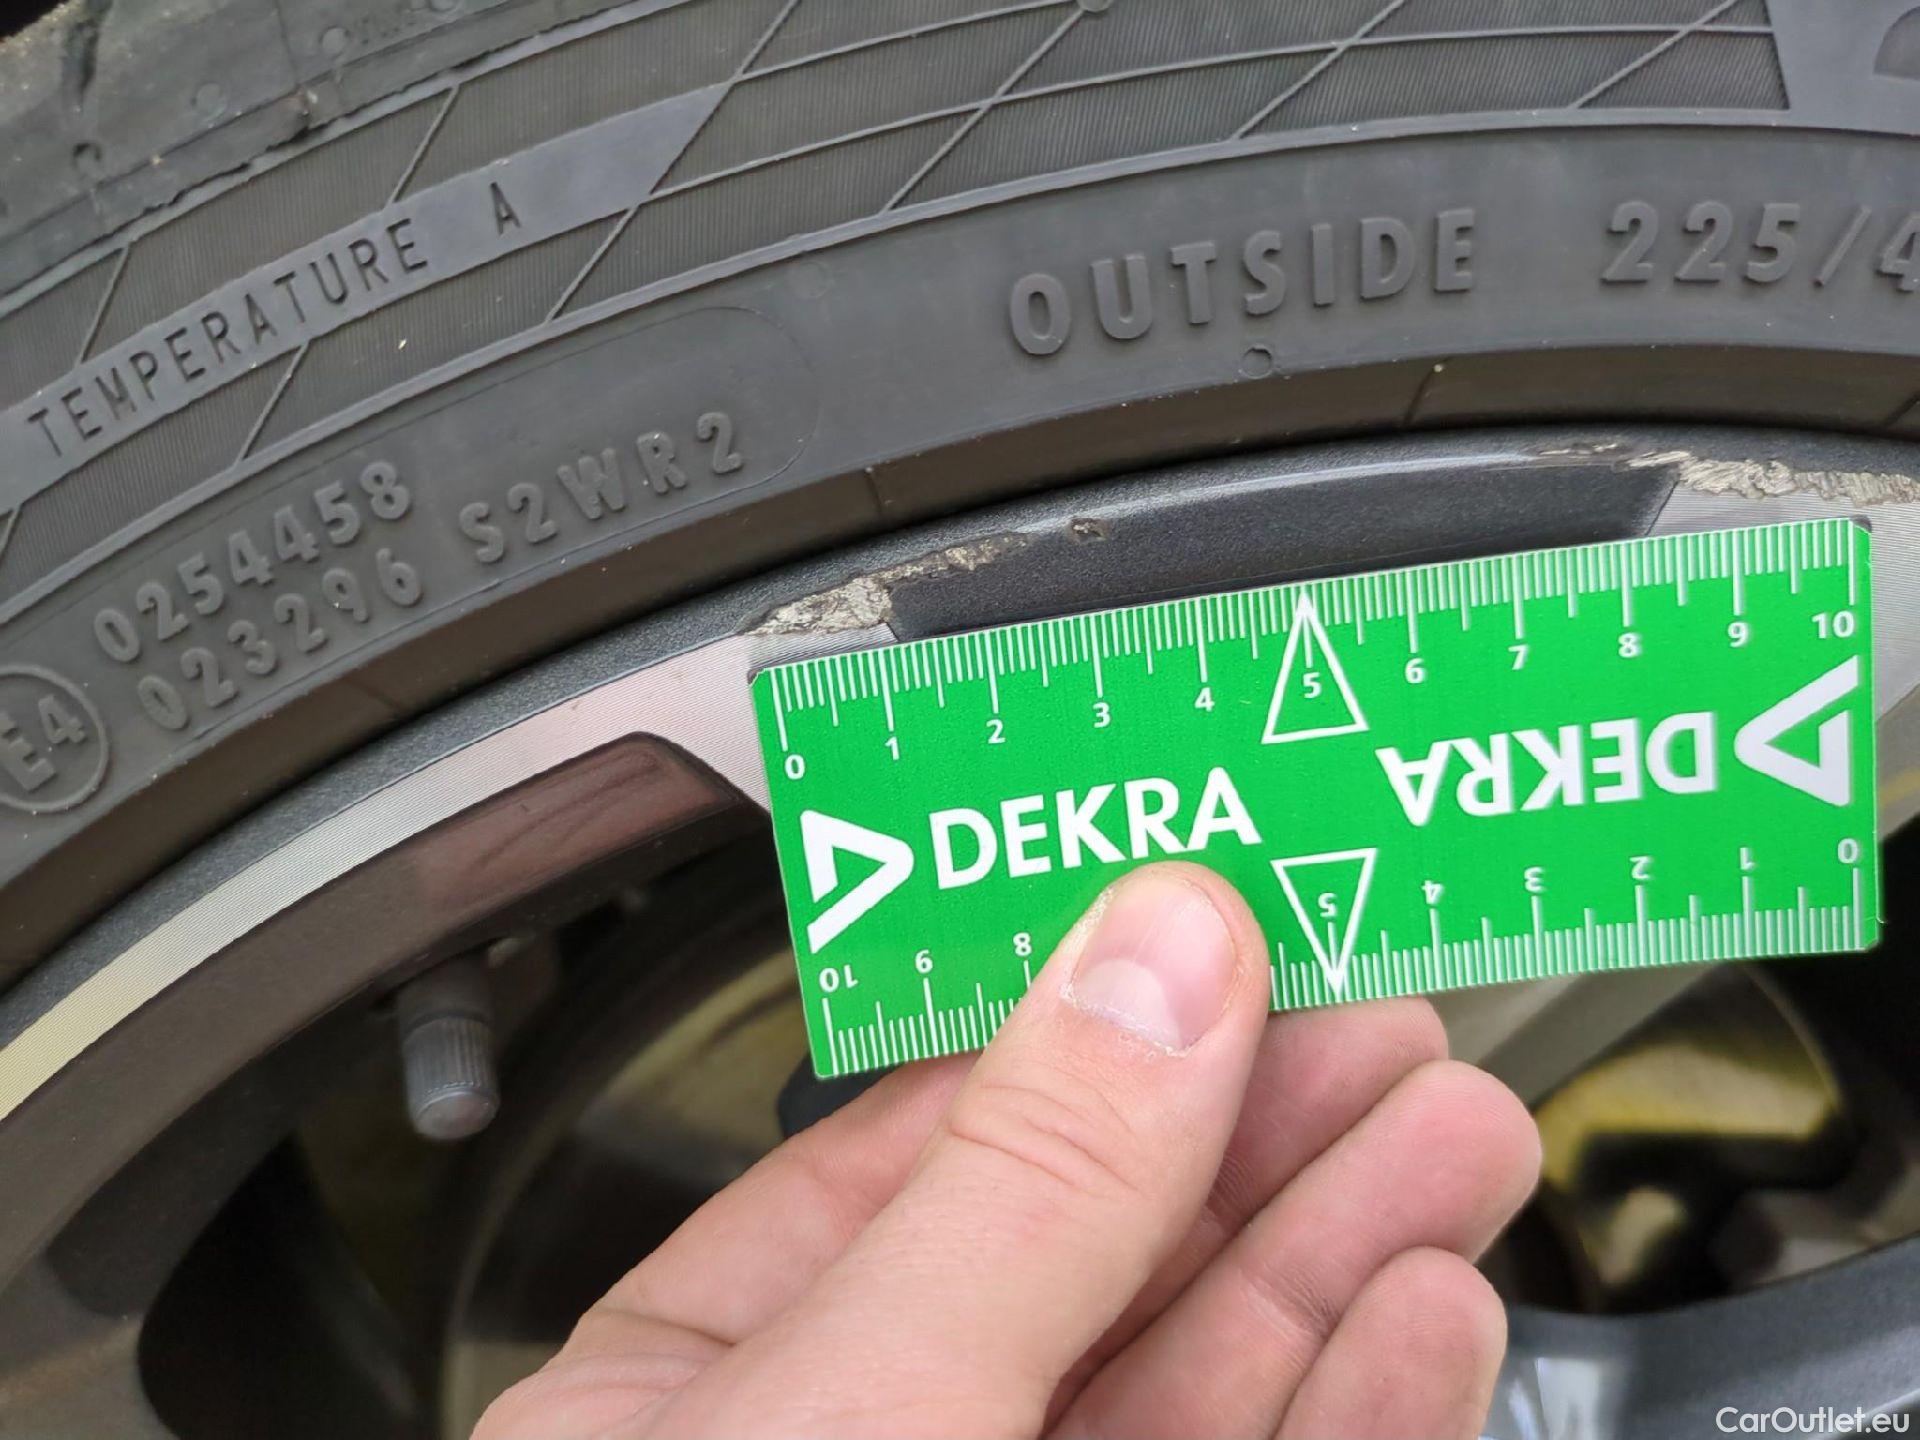 TEMPERATURE A
OUTSIDE 225/4
0254458
023296 S2WR2
E4
0 1 2 3 4 5 6 7 8 9 10
DEKRA
DEKRA
10 9 8 5 4 3 2 1 0
CarOutlet.eu